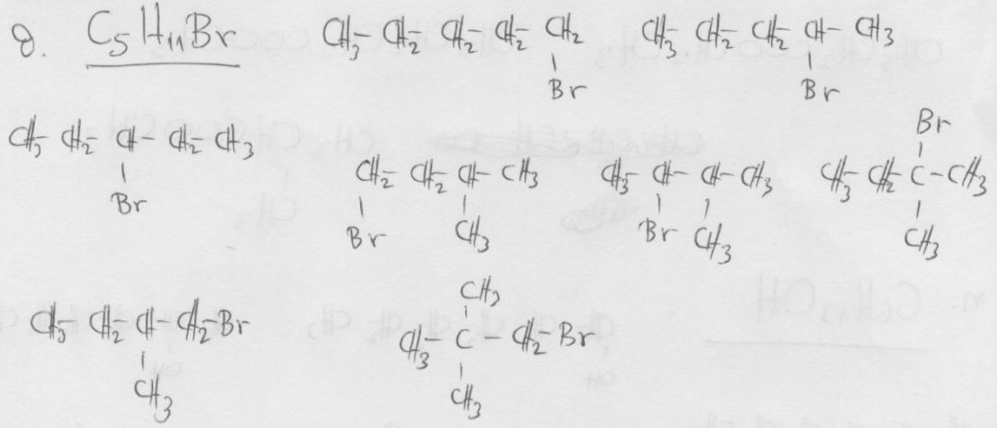 8. C5H11Br CH3-CH2-CH2-CH2-CH2 CH3-CH2-CH2-CH-CH3
Br Br
CH3-CH2-CH-CH2-CH3
Br
CH2-CH2-CH-CH3 CH3-CH-CH-CH3
Br CH3 Br CH3
Br
CH3-CH2-C-CH3
CH3
CH3-CH2-CH-CH2Br
CH3
CH3
CH3-C-CH2-Br
CH3